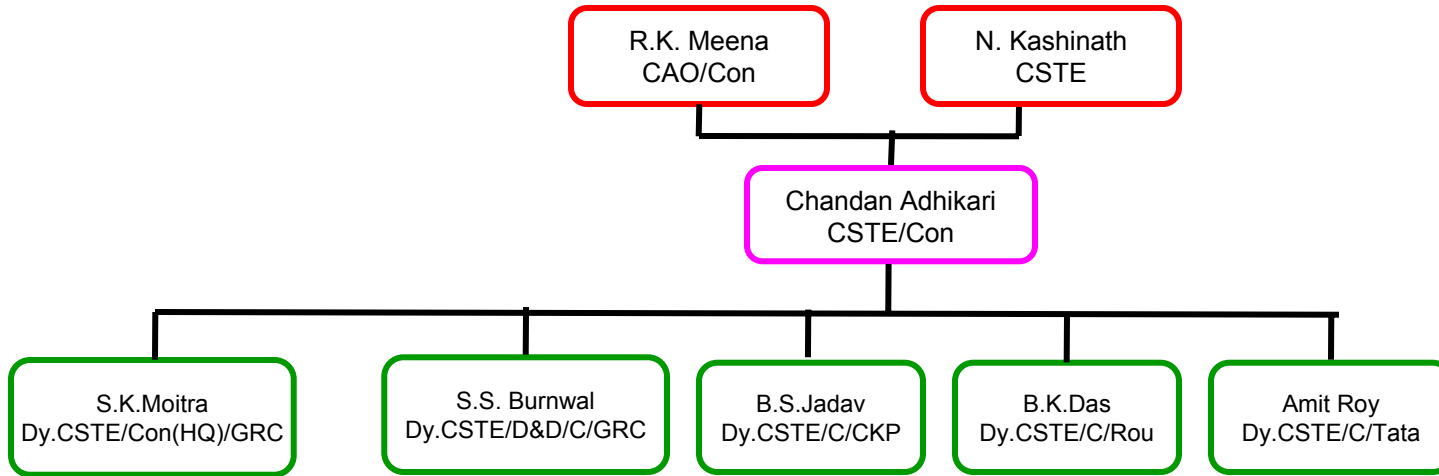 R.K. Meena
CAO/Con
N. Kashinath
CSTE
Chandan Adhikari
CSTE/Con
S.K.Moitra
Dy.CSTE/Con(HQ)/GRC
S.S. Burnwal
Dy.CSTE/D&D/C/GRC
B.S.Jadav
Dy.CSTE/C/CKP
B.K.Das
Dy.CSTE/C/Rou
Amit Roy
Dy.CSTE/C/Tata